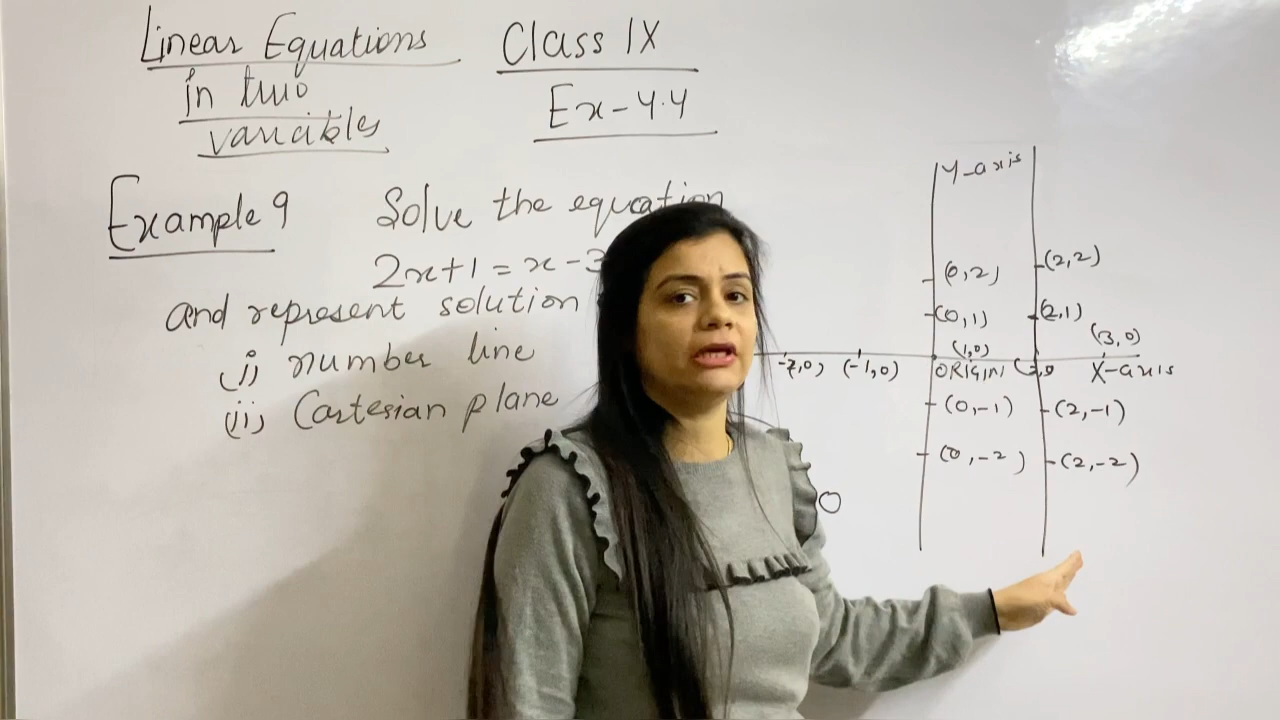 Linear Equations
in two
variables
Class IX
Ex-4.4
Example 9 Solve the equation
2x+1=x-3
and represent solution
(i) number line
(ii) Cartesian plane
Y-axis
(0,2) (2,2)
(0,1) (2,1)
(1,0) (3,0)
-2,0) (-1,0) ORIGIN X-axis
(0,-1) (2,-1)
(0,-2) (2,-2)
0